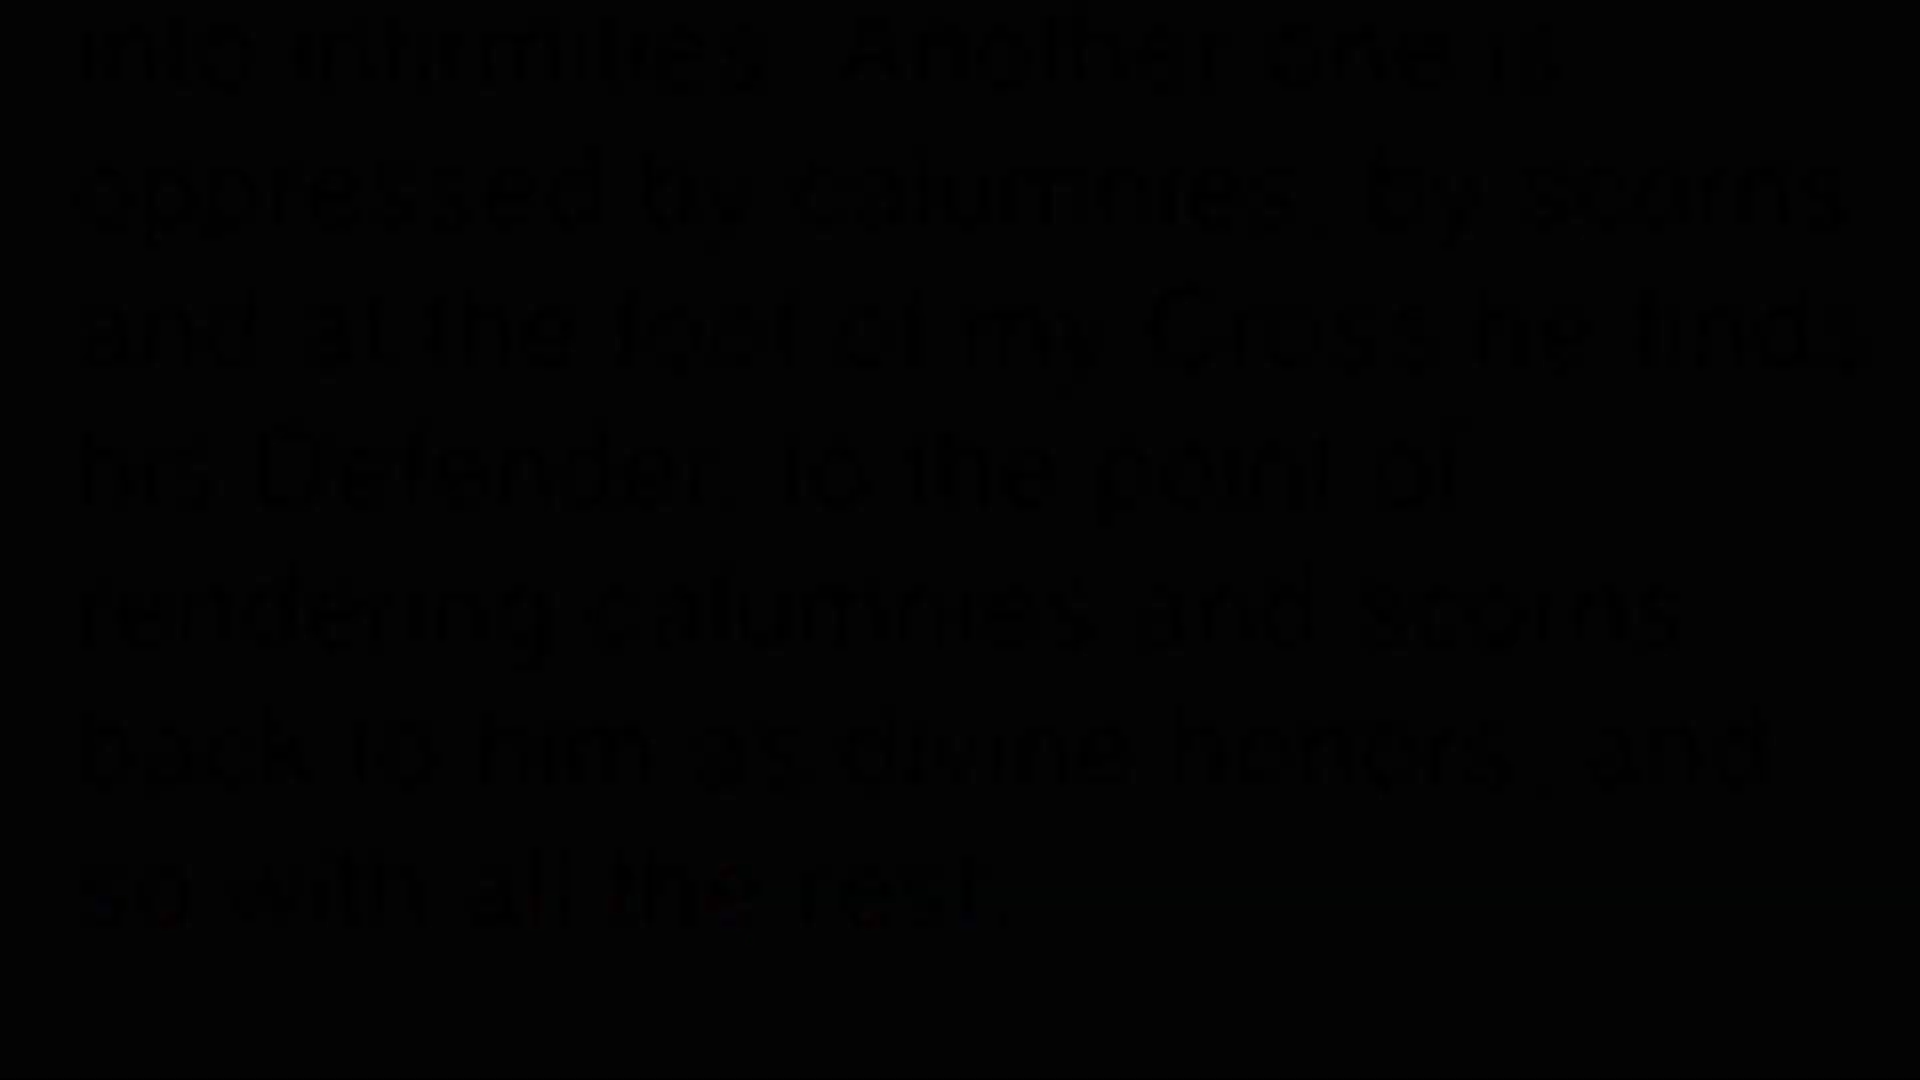 into infirmities. Another one is
oppressed by calumnies, by scorns
and at the foot of my Cross he finds
his Defender, to the point of
rendering calumnies and scorns
back to him as divine honors, and
so with all the rest.